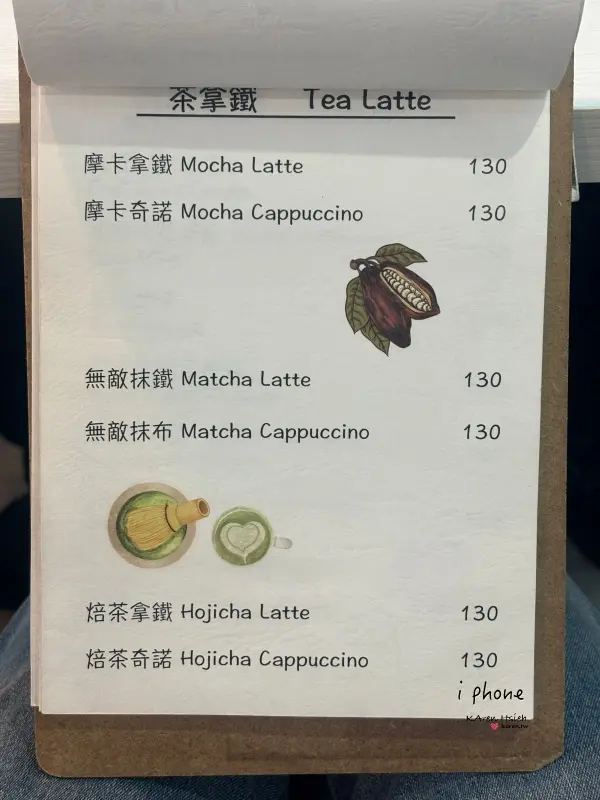 茶拿鐵 Tea Latte
摩卡拿鐵 Mocha Latte 130
摩卡奇諾 Mocha Cappuccino 130
無敵抹鐵 Matcha Latte 130
無敵抹布 Matcha Cappuccino 130
焙茶拿鐵 Hojicha Latte 130
焙茶奇諾 Hojicha Cappuccino 130
i phone
KAren Hsieh